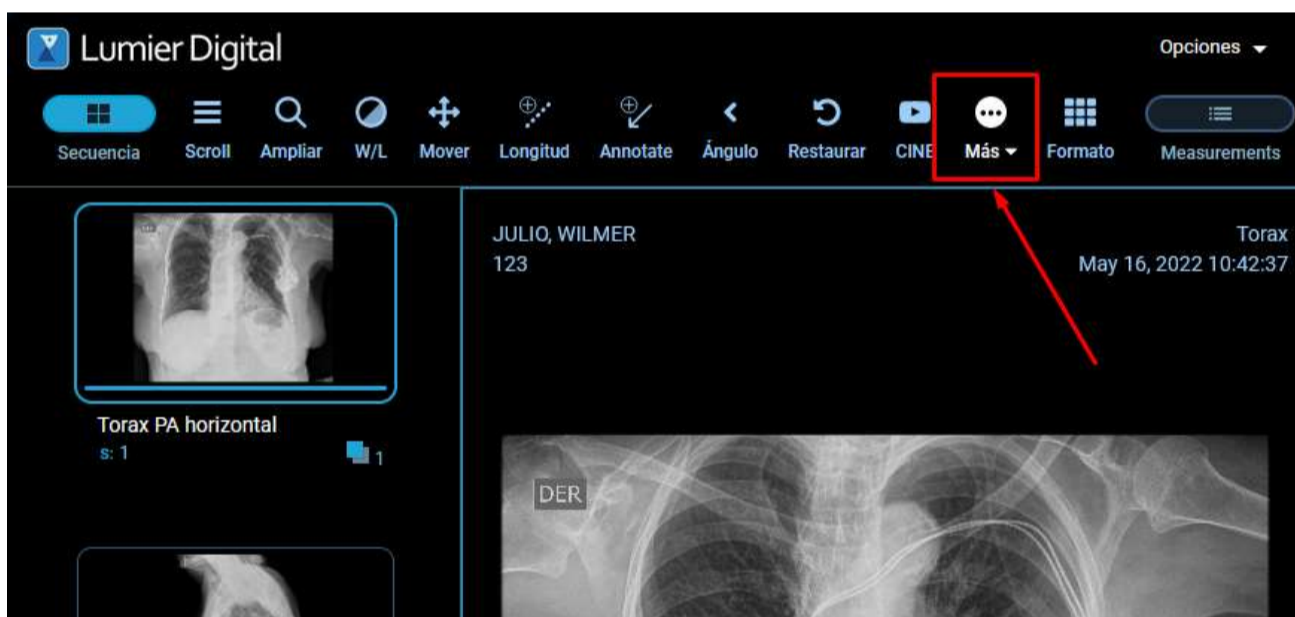 Lumier Digital
Opciones
Secuencia Scroll Ampliar W/L Mover Longitud Annotate Ángulo Restaurar CINE Más Formato Measurements
JULIO, WILMER
123
Torax
May 16, 2022 10:42:37
Torax PA horizontal
s: 1
1
DER